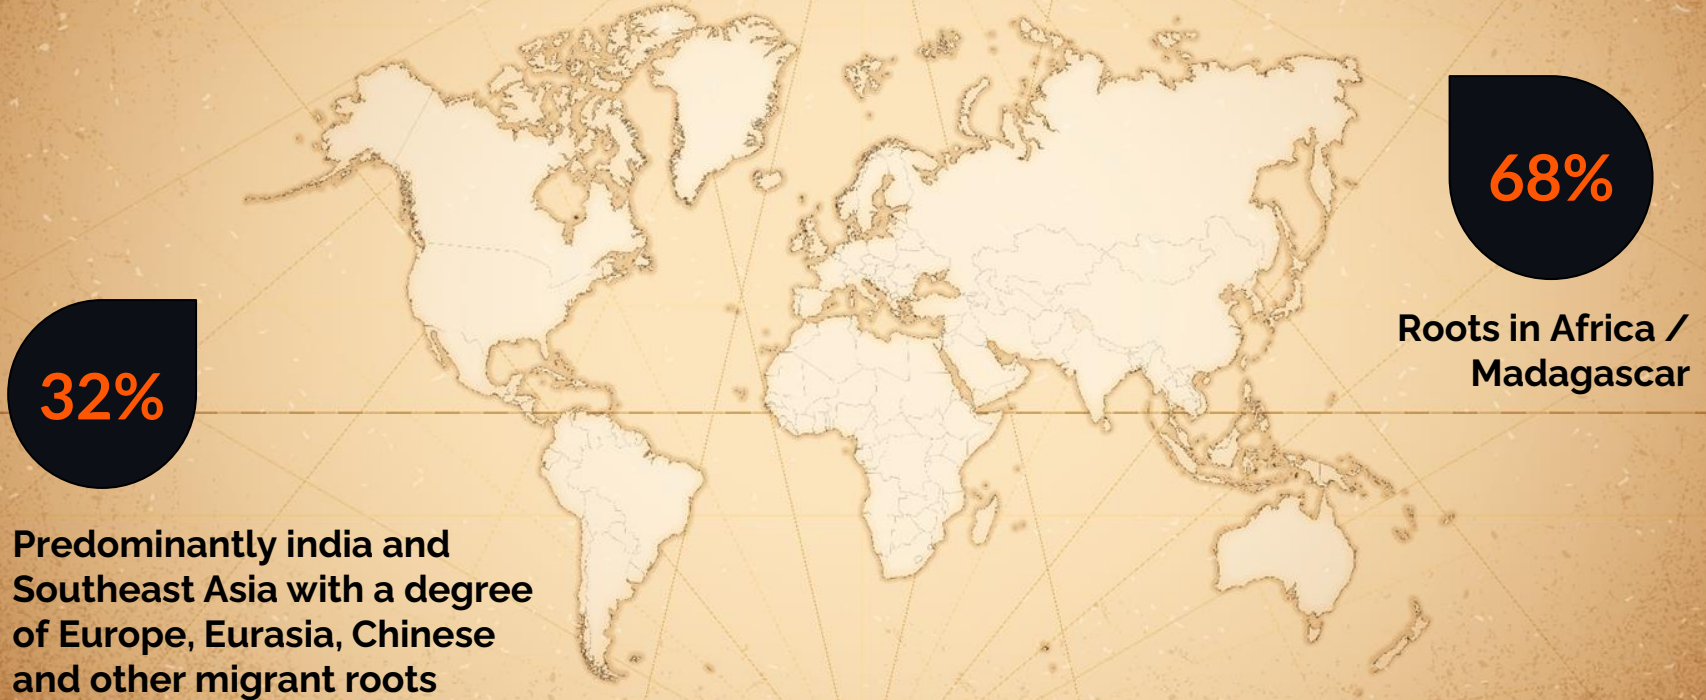 68%
Roots in Africa /
Madagascar
32%
Predominantly india and
Southeast Asia with a degree
of Europe, Eurasia, Chinese
and other migrant roots